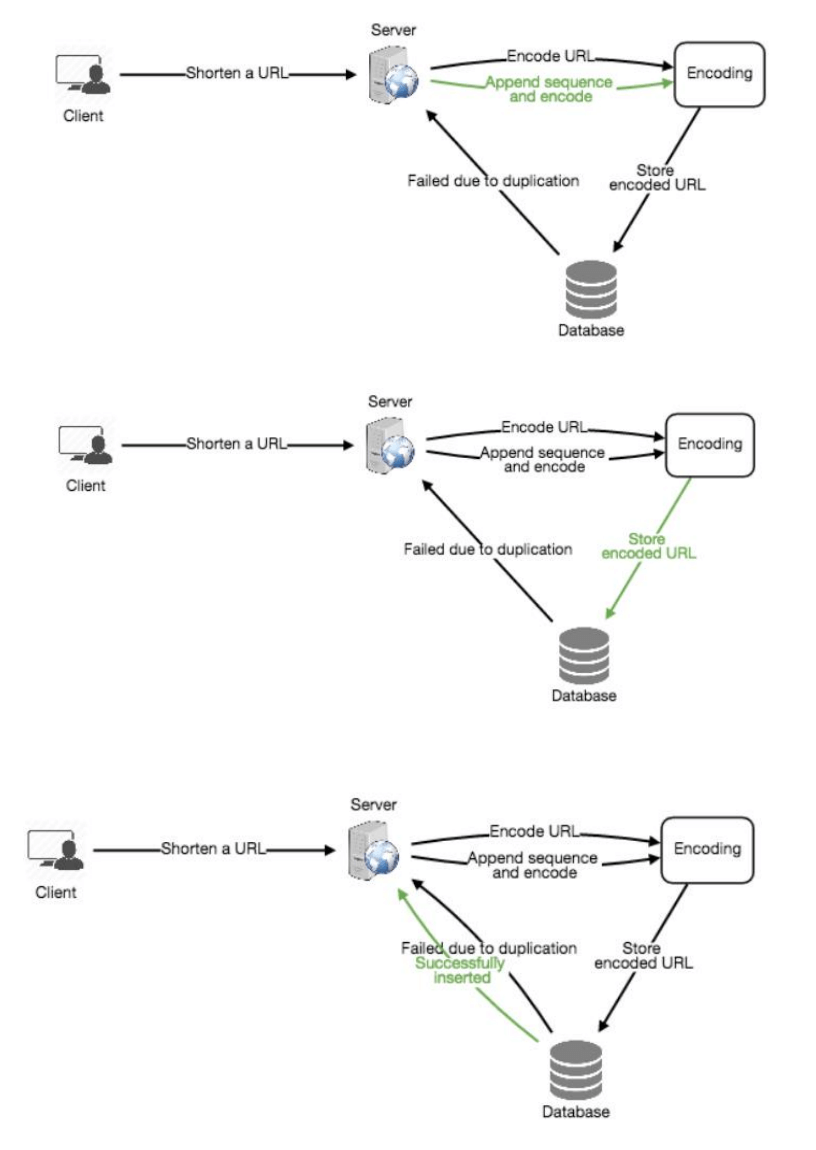 Server
Encode URL
Shorten a URL
Append sequence
and encode
Encoding
Client
Failed due to duplication
Store
encoded URL
Database
Server
Encode URL
Shorten a URL
Append sequence
and encode
Encoding
Client
Failed due to duplication
Store
encoded URL
Database
Server
Encode URL
Shorten a URL
Append sequence
and encode
Encoding
Client
Failed due to duplication
Successfully
inserted
Store
encoded URL
Database